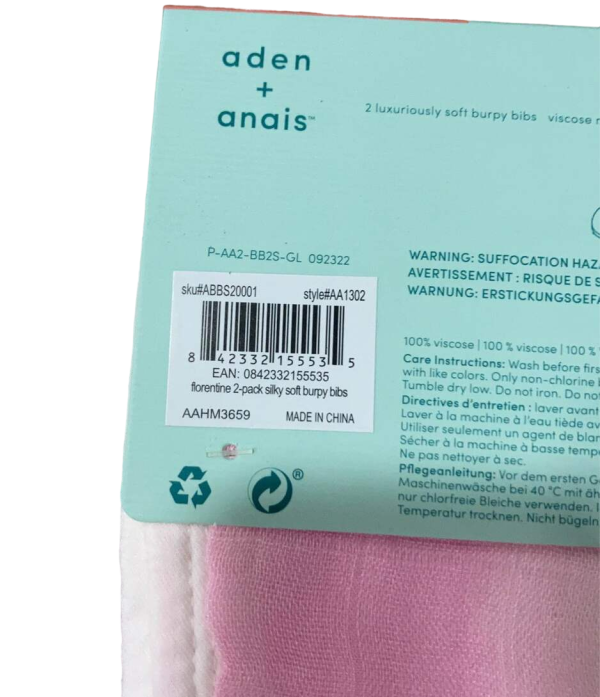 aden
+
anais™
2 luxuriously soft burpy bibs viscose
P-AA2-BB2S-GL 092322
WARNING: SUFFOCATION HAZ
AVERTISSEMENT : RISQUE DE S
WARNUNG: ERSTICKUNGSGEF
sku#ABBS20001 style#AA1302
8 42332 15553 5
EAN: 0842332155535
florentine 2-pack silky soft burpy bibs
AAHM3659 MADE IN CHINA
®
100% viscose | 100 % viscose | 100 %
Care Instructions: Wash before firs
with like colors. Only non-chlorine
Tumble dry low. Do not iron. Do no
Directives d'entretien : laver avant
Laver à la machine à l'eau tiède av
Utiliser seulement un agent de blan
Sécher à la machine à basse tempé
Ne pas nettoyer à sec.
Pflegeanleitung: Vor dem ersten G
Maschinenwäsche bei 40 °C mit äh
nur chlorfreie Bleiche verwenden.
Temperatur trocknen. Nicht bügeln